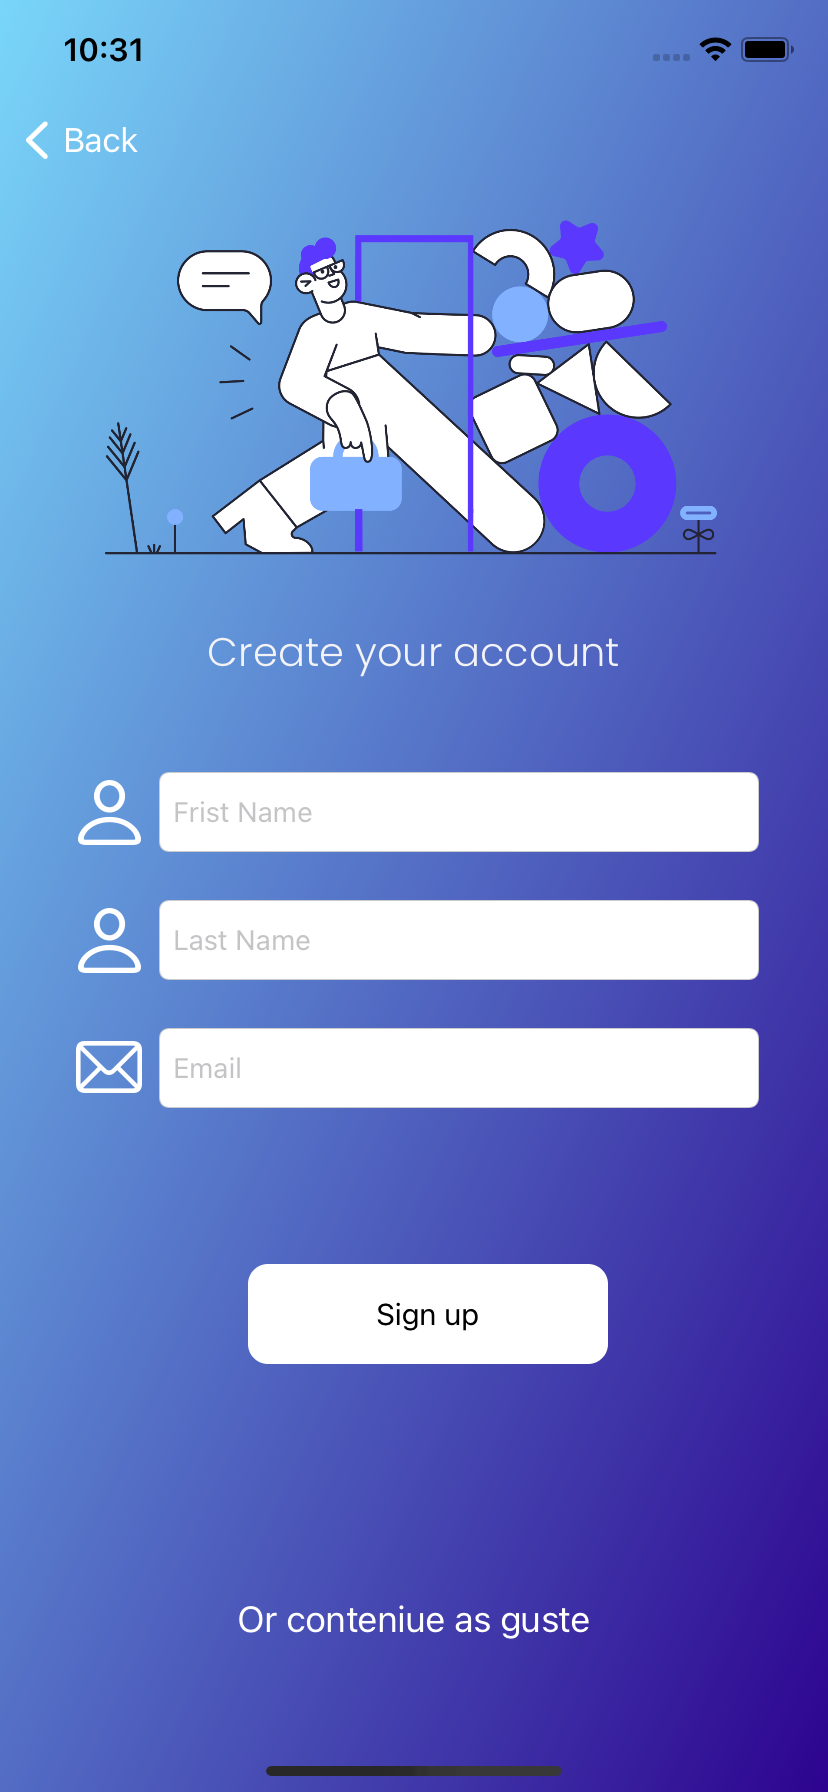 10:31
Back
Create your account
Frist Name
Last Name
Email
Sign up
Or conteniue as guste